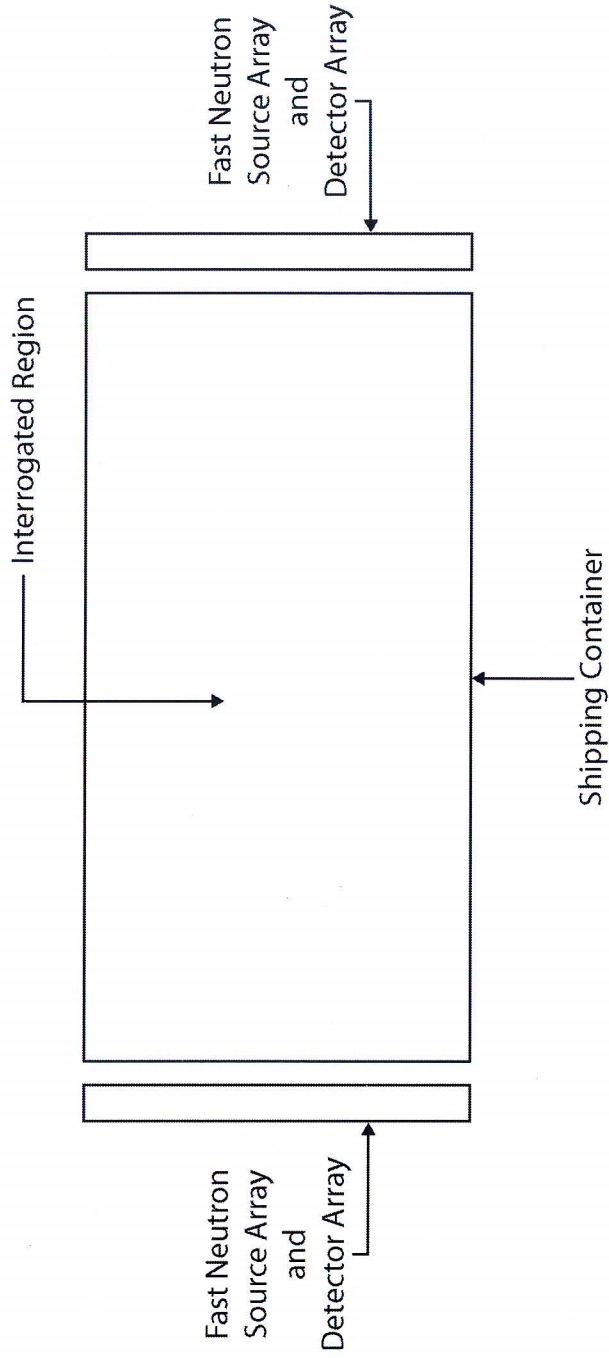 Interrogated Region
Fast Neutron
Source Array
and
Detector Array
Fast Neutron
Source Array
and
Detector Array
Shipping Container